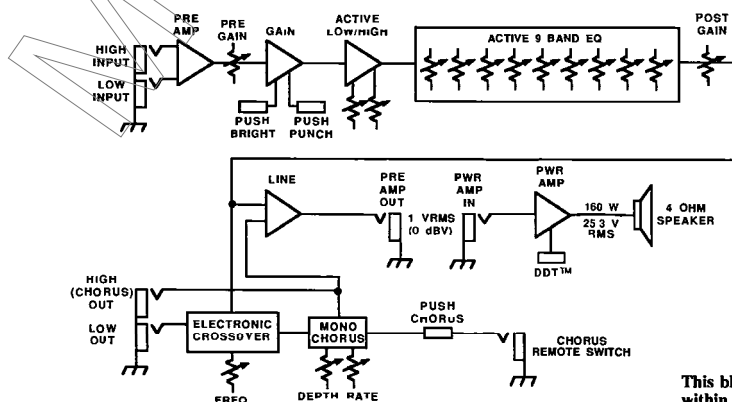 PRE
AMP
PRE
GAIN
GAIN
ACTIVE
LOW/HIGH
ACTIVE 9 BAND EQ
POST
GAIN
HIGH
INPUT
LOW
INPUT
PUSH
BRIGHT
PUSH
PUNCH
LINE
PRE
AMP
OUT
1 VRMS
(0 dBV)
PWR
AMP
IN
PWR
AMP
160 W
25.3 V
RMS
4 OHM
SPEAKER
DDT™
HIGH
(CHORUS)
OUT
LOW
OUT
ELECTRONIC
CROSSOVER
MONO
CHORUS
PUSH
CHORUS
CHORUS
REMOTE SWITCH
FREQ
DEPTH RATE
This bl
within